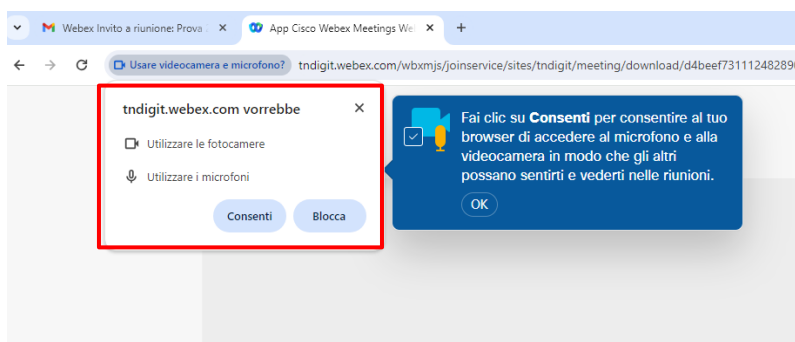 Webex Invito a riunione: Prova
App Cisco Webex Meetings We
Usare videocamera e microfono?
tndigit.webex.com/wbxmjs/joinservice/sites/tndigit/meeting/download/d4beef7311124828
tndigit.webex.com vorrebbe
Utilizzare le fotocamere
Utilizzare i microfoni
Consenti
Blocca
Fai clic su Consenti per consentire al tuo
browser di accedere al microfono e alla
videocamera in modo che gli altri
possano sentirti e vederti nelle riunioni.
OK